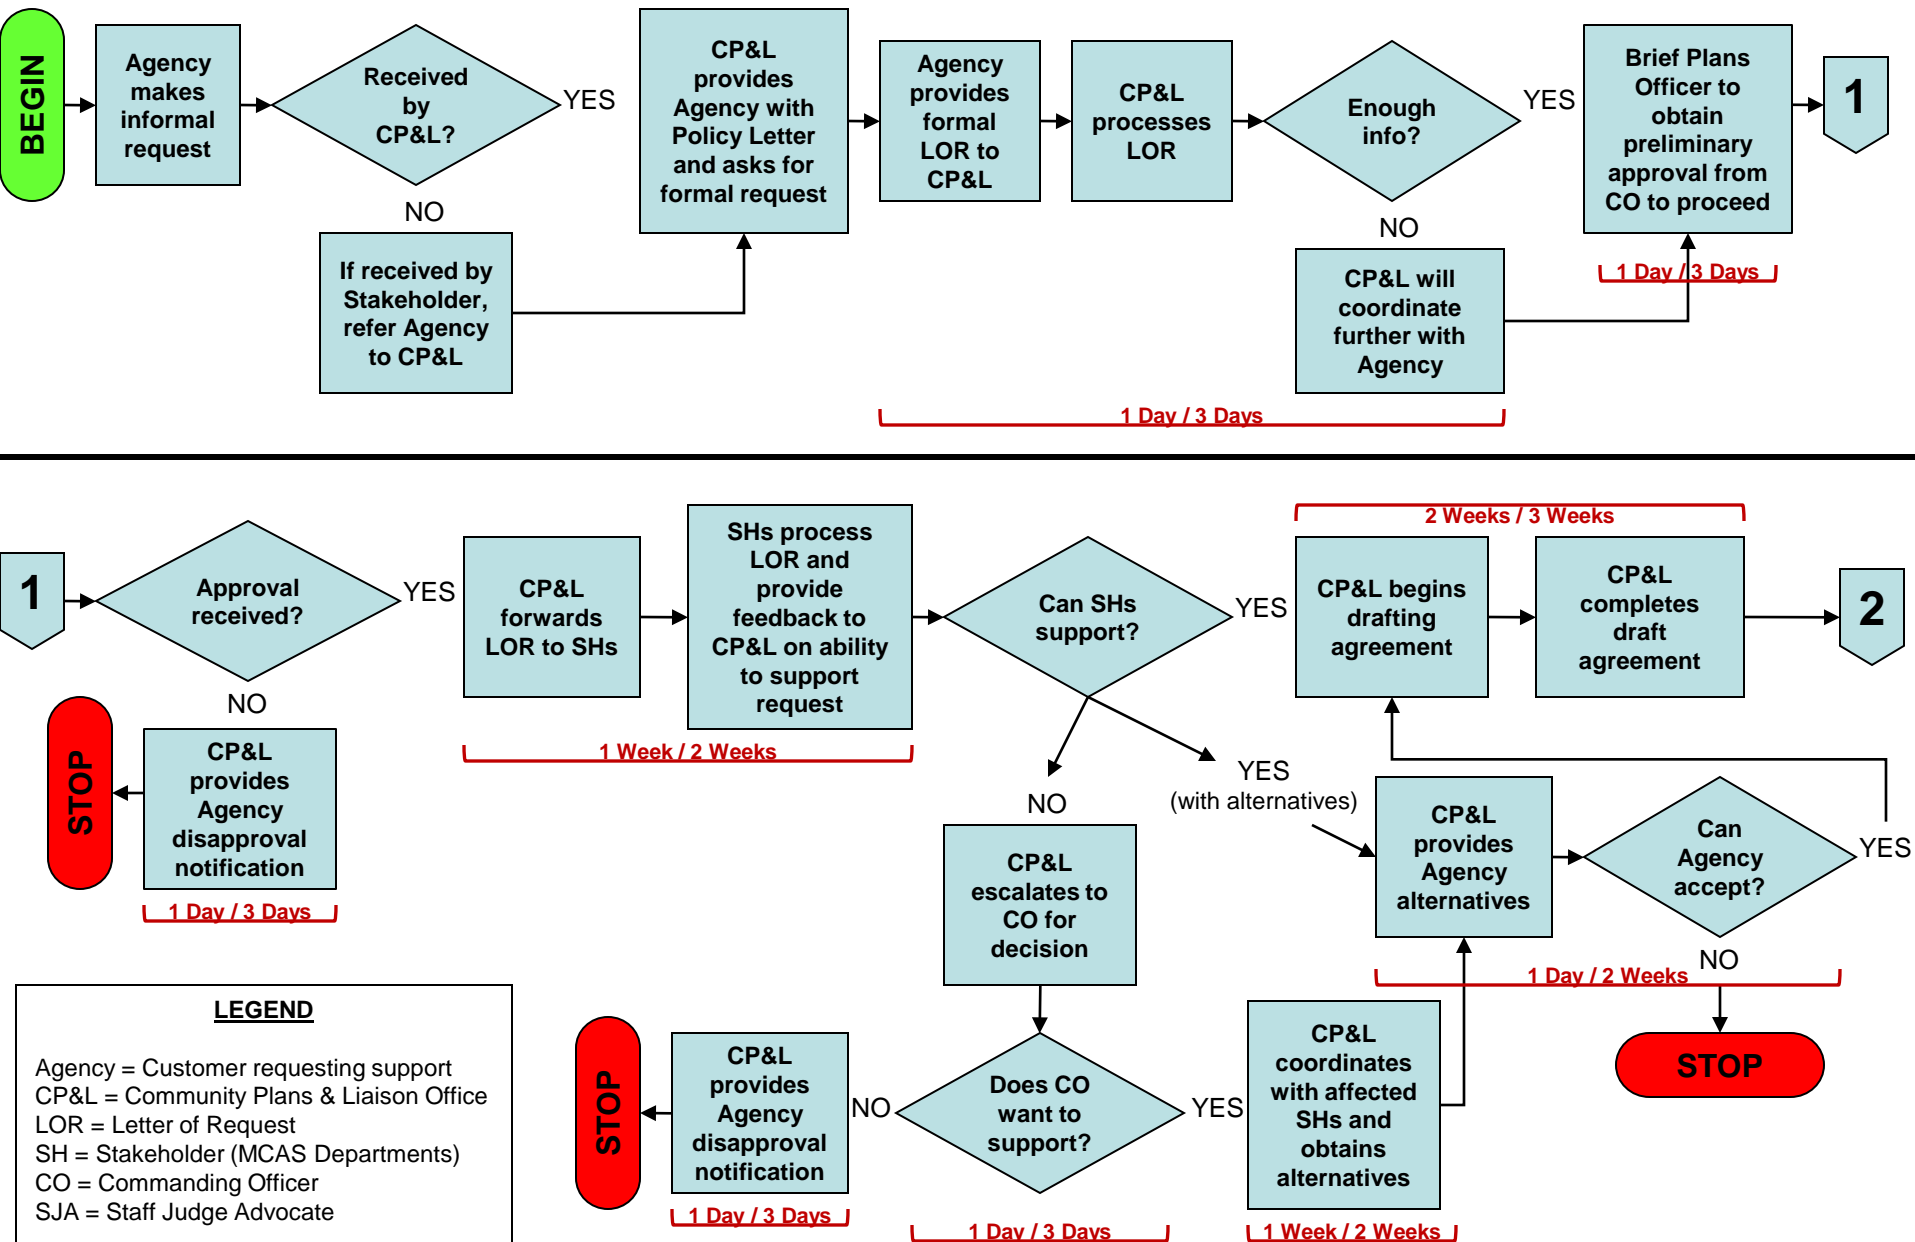 BEGIN
Agency
makes
informal
request
Received
by
CP&L?
YES
NO
If received by
Stakeholder,
refer Agency
to CP&L
CP&L
provides
Agency with
Policy Letter
and asks for
formal request
Agency
provides
formal
LOR to
CP&L
CP&L
processes
LOR
Enough
info?
YES
NO
CP&L will
coordinate
further with
Agency
1 Day / 3 Days
Brief Plans
Officer to
obtain
preliminary
approval from
CO to proceed
1 Day / 3 Days
1
1
Approval
received?
YES
NO
CP&L
provides
Agency
disapproval
notification
1 Day / 3 Days
STOP
CP&L
forwards
LOR to SHs
SHs process
LOR and
provide
feedback to
CP&L on ability
to support
request
1 Week / 2 Weeks
Can SHs
support?
YES
2 Weeks / 3 Weeks
CP&L begins
drafting
agreement
CP&L
completes
draft
agreement
2
NO
YES
(with alternatives)
CP&L
provides
Agency
alternatives
Can
Agency
accept?
YES
NO
1 Day / 2 Weeks
STOP
CP&L
escalates to
CO for
decision
Does CO
want to
support?
1 Day / 3 Days
NO
CP&L
provides
Agency
disapproval
notification
1 Day / 3 Days
STOP
YES
CP&L
coordinates
with affected
SHs and
obtains
alternatives
1 Week / 2 Weeks
LEGEND
Agency = Customer requesting support
CP&L = Community Plans & Liaison Office
LOR = Letter of Request
SH = Stakeholder (MCAS Departments)
CO = Commanding Officer
SJA = Staff Judge Advocate